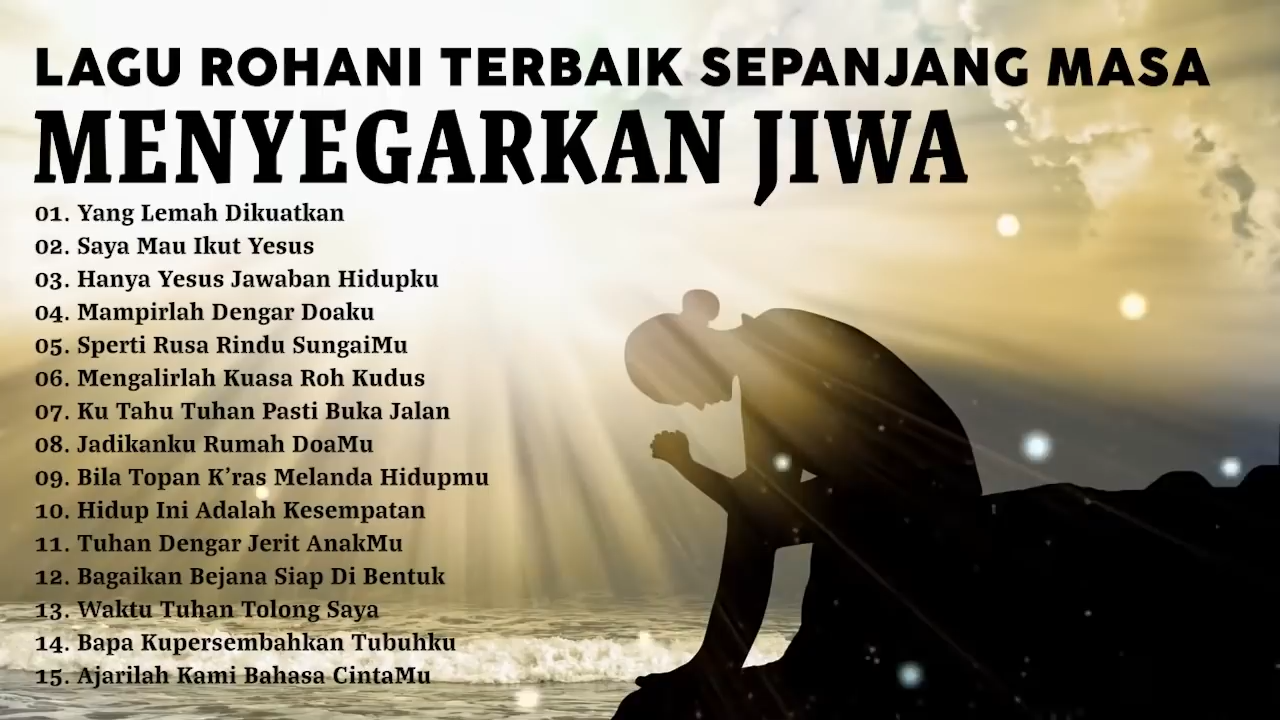 LAGU ROHANI TERBAIK SEPANJANG MASA
MENYEGARKAN JIWA
01. Yang Lemah Dikuatkan
02. Saya Mau Ikut Yesus
03. Hanya Yesus Jawaban Hidupku
04. Mampirlah Dengar Doaku
05. Sperti Rusa Rindu SungaiMu
06. Mengalirlah Kuasa Roh Kudus
07. Ku Tahu Tuhan Pasti Buka Jalan
08. Jadikanku Rumah DoaMu
09. Bila Topan K’ras Melanda Hidupmu
10. Hidup Ini Adalah Kesempatan
11. Tuhan Dengar Jerit AnakMu
12. Bagaikan Bejana Siap Di Bentuk
13. Waktu Tuhan Tolong Saya
14. Bapa Kupersembahkan Tubuhku
15. Ajarilah Kami Bahasa CintaMu